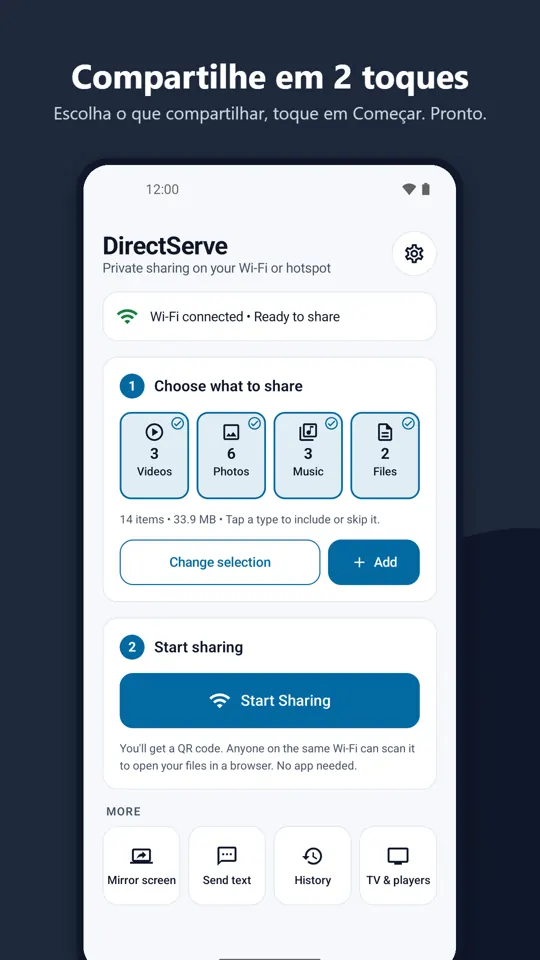 Compartilhe em 2 toques
Escolha o que compartilhar, toque em Começar. Pronto.
12:00
DirectServe
Private sharing on your Wi-Fi or hotspot
Wi-Fi connected • Ready to share
1 Choose what to share
3 Videos
6 Photos
3 Music
2 Files
14 items • 33.9 MB • Tap a type to include or skip it.
Change selection
+ Add
2 Start sharing
Start Sharing
You'll get a QR code. Anyone on the same Wi-Fi can scan it
to open your files in a browser. No app needed.
MORE
Mirror screen
Send text
History
TV & players